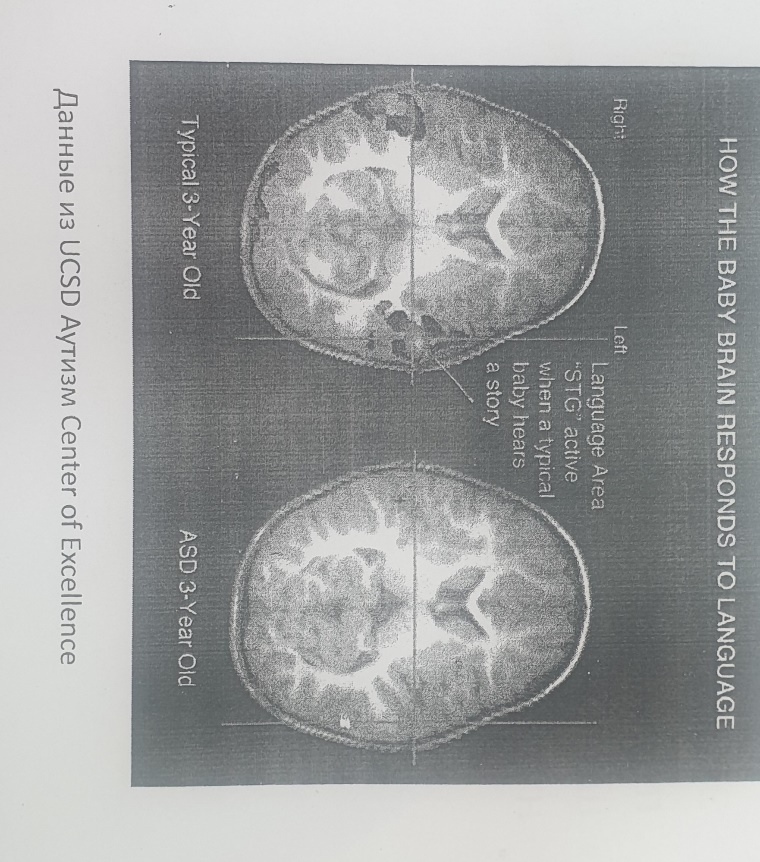 HOW THE BABY BRAIN RESPONDS TO LANGUAGE
Right
Left
Language Area
"STG" active
when a typical
baby hears
a story
Typical 3-Year Old
ASD 3-Year Old
Данные из UCSD Аутизм Center of Excellence